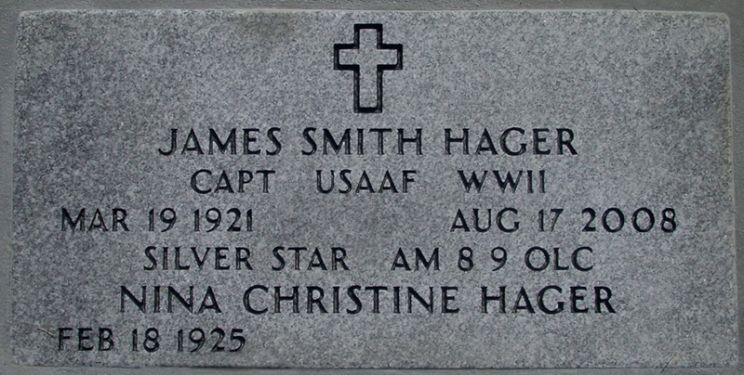 JAMES SMITH HAGER
CAPT USAAF WWII
MAR 19 1921 AUG 17 2008
SILVER STAR AM 8 9 OLC
NINA CHRISTINE HAGER
FEB 18 1925